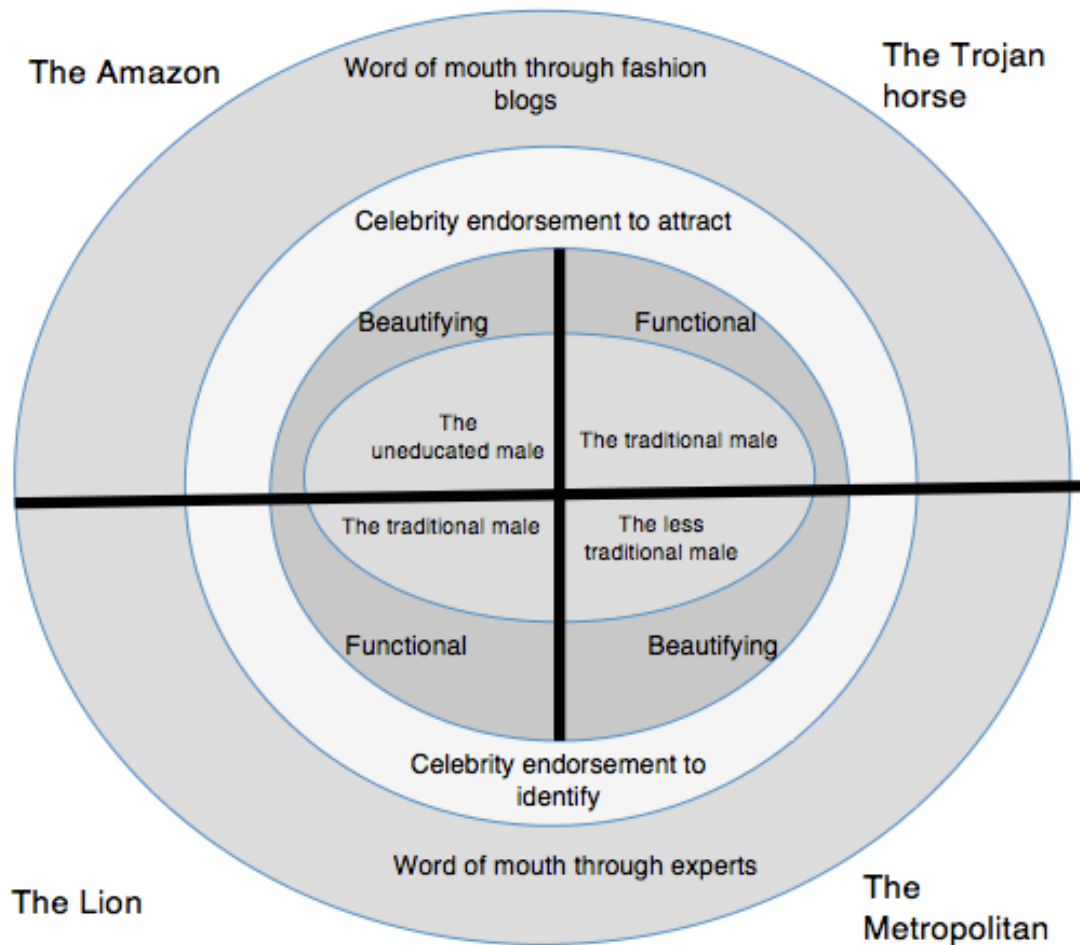 The Amazon
The Trojan
horse
Word of mouth through fashion
blogs
Celebrity endorsement to attract
Beautifying
Functional
The
uneducated male
The traditional male
The traditional male
The less
traditional male
Functional
Beautifying
Celebrity endorsement to
identify
Word of mouth through experts
The Lion
The
Metropolitan